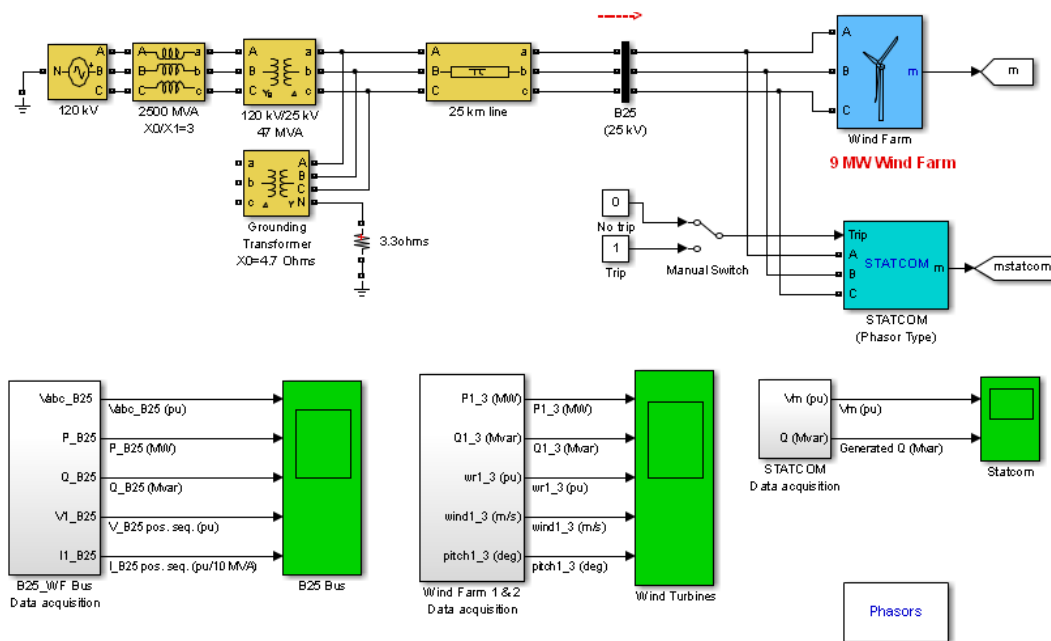 N
A
B
C
120 kV
A
B
C
a
b
c
2500 MVA
X0/X1=3
A
B
C
a
b
c
Yg
120 kV/25 kV
47 MVA
A
B
C
a
b
c
25 km line
B25
(25 kV)
A
B
C
m
Wind Farm
9 MW Wind Farm
m
a
b
c
A
B
C
N
Y
Grounding
Transformer
X0=4.7 Ohms
3.3ohms
0
No trip
1
Trip
Manual Switch
Trip
A
B
C
STATCOM
m
STATCOM
(Phasor Type)
mstatcom
Vabc_B25
Vabc_B25 (pu)
P_B25
P_B25 (MW)
Q_B25
Q_B25 (Mvar)
V1_B25
V_B25 pos. seq. (pu)
I1_B25
I_B25 pos. seq. (pu/10 MVA)
B25_WF Bus
Data acquisition
B25 Bus
P1_3 (MW)
P1_3 (MW)
Q1_3 (Mvar)
Q1_3 (Mvar)
wr1_3 (pu)
wr1_3 (pu)
wind1_3 (m/s)
wind1_3 (m/s)
pitch1_3 (deg)
pitch1_3 (deg)
Wind Farm 1 &2
Data acquisition
Wind Turbines
Vm (pu)
Vm (pu)
Q (Mvar)
Generated Q (Mvar)
STATCOM
Data acquisition
Statcom
Phasors